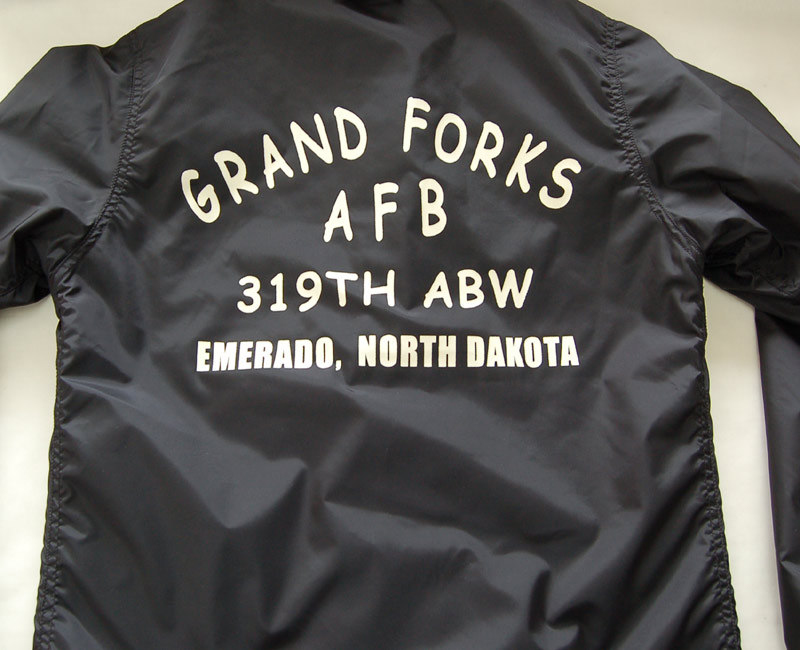 GRAND FORKS
AFB
319TH ABW
EMERADO, NORTH DAKOTA